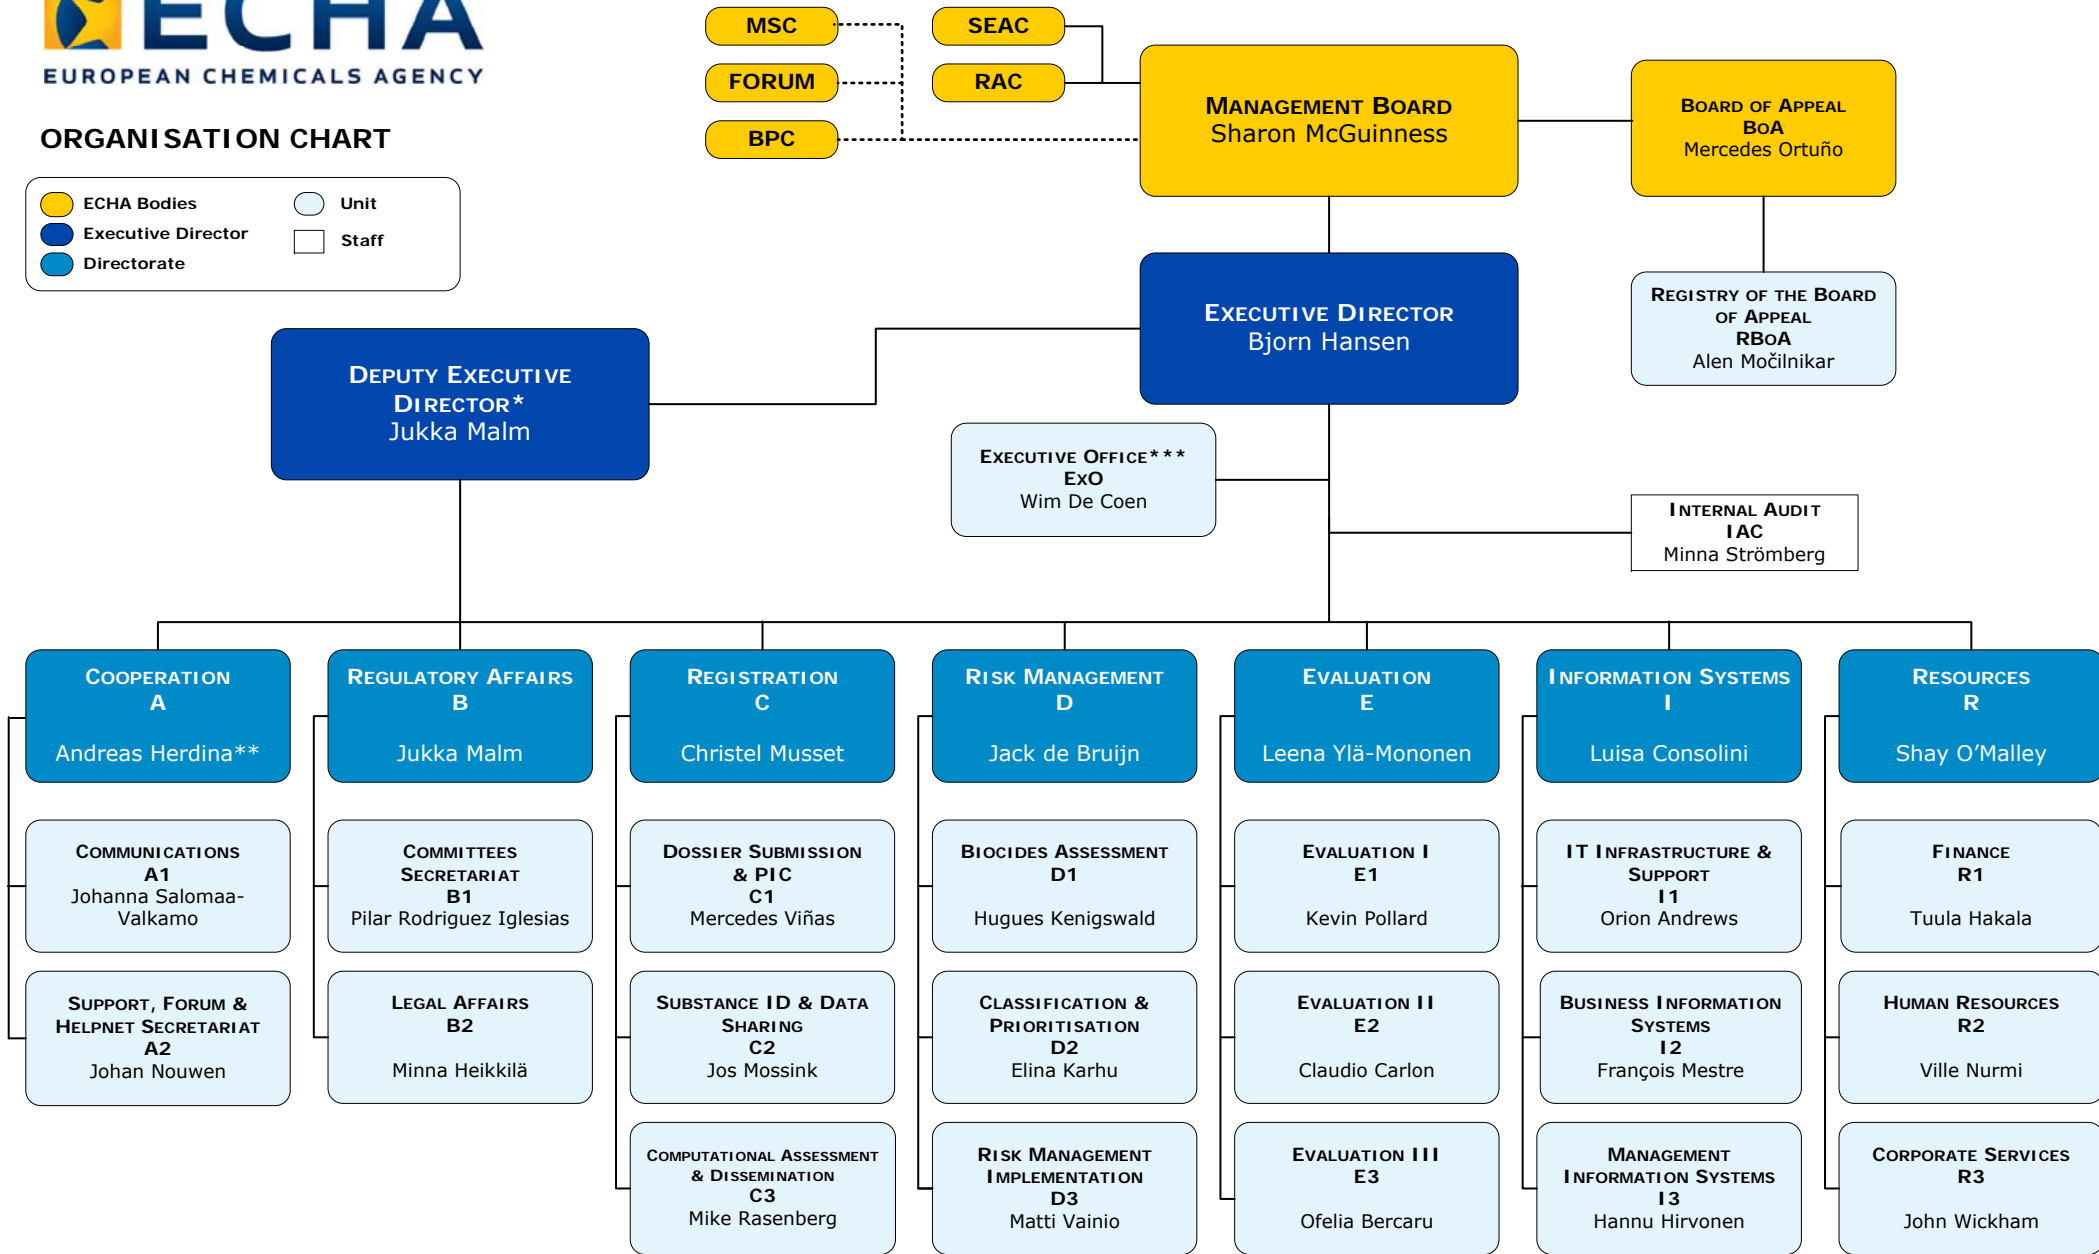 ECHA
EUROPEAN CHEMICALS AGENCY
ORGANISATION CHART
ECHA Bodies
Executive Director
Directorate
Unit
Staff
MSC
FORUM
BPC
SEAC
RAC
MANAGEMENT BOARD
Sharon McGuinness
BOARD OF APPEAL
BOA
Mercedes Ortuño
REGISTRY OF THE BOARD
OF APPEAL
RBOA
Alen Močilnikar
EXECUTIVE DIRECTOR
Bjorn Hansen
DEPUTY EXECUTIVE
DIRECTOR*
Jukka Malm
EXECUTIVE OFFICE***
EXO
Wim De Coen
INTERNAL AUDIT
IAC
Minna Strömberg
COOPERATION
A
Andreas Herdina**
COMMUNICATIONS
A1
Johanna Salomaa-
Valkamo
SUPPORT, FORUM &
HELPNET SECRETARIAT
A2
Johan Nouwen
REGULATORY AFFAIRS
B
Jukka Malm
COMMITTEES
SECRETARIAT
B1
Pilar Rodriguez Iglesias
LEGAL AFFAIRS
B2
Minna Heikkilä
REGISTRATION
C
Christel Musset
DOSSIER SUBMISSION
& PIC
C1
Mercedes Viñas
SUBSTANCE ID & DATA
SHARING
C2
Jos Mossink
COMPUTATIONAL ASSESSMENT
& DISSEMINATION
C3
Mike Rasenberg
RISK MANAGEMENT
D
Jack de Bruijn
BIOCIDES ASSESSMENT
D1
Hugues Kenigswald
CLASSIFICATION &
PRIORITISATION
D2
Elina Karhu
RISK MANAGEMENT
IMPLEMENTATION
D3
Matti Vainio
EVALUATION
E
Leena Ylä-Mononen
EVALUATION I
E1
Kevin Pollard
EVALUATION II
E2
Claudio Carlon
EVALUATION III
E3
Ofelia Bercaru
INFORMATION SYSTEMS
I
Luisa Consolini
IT INFRASTRUCTURE &
SUPPORT
I1
Orion Andrews
BUSINESS INFORMATION
SYSTEMS
I2
François Mestre
MANAGEMENT
INFORMATION SYSTEMS
I3
Hannu Hirvonen
RESOURCES
R
Shay O'Malley
FINANCE
R1
Tuula Hakala
HUMAN RESOURCES
R2
Ville Nurmi
CORPORATE SERVICES
R3
John Wickham